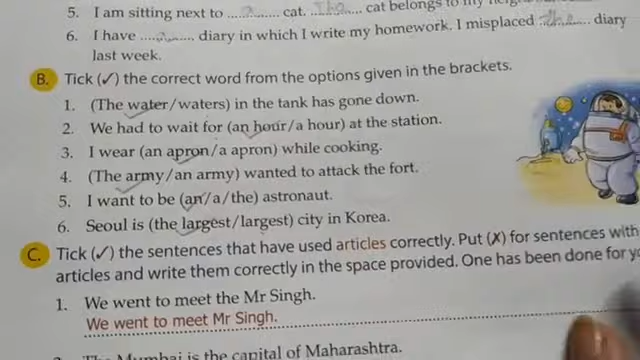 5. I am sitting next to ...a... cat. The cat belongs to my
6. I have ...a... diary in which I write my homework. I misplaced the diary
last week.
B. Tick (✓) the correct word from the options given in the brackets.
1. (The water/waters) in the tank has gone down.
2. We had to wait for (an hour/a hour) at the station.
3. I wear (an apron/a apron) while cooking.
4. (The army/an army) wanted to attack the fort.
5. I want to be (an/a/the) astronaut.
6. Seoul is (the largest/largest) city in Korea.
C. Tick (✓) the sentences that have used articles correctly. Put (✗) for sentences with
articles and write them correctly in the space provided. One has been done for
1. We went to meet the Mr Singh.
We went to meet Mr Singh.
The Mumbai is the capital of Maharashtra.